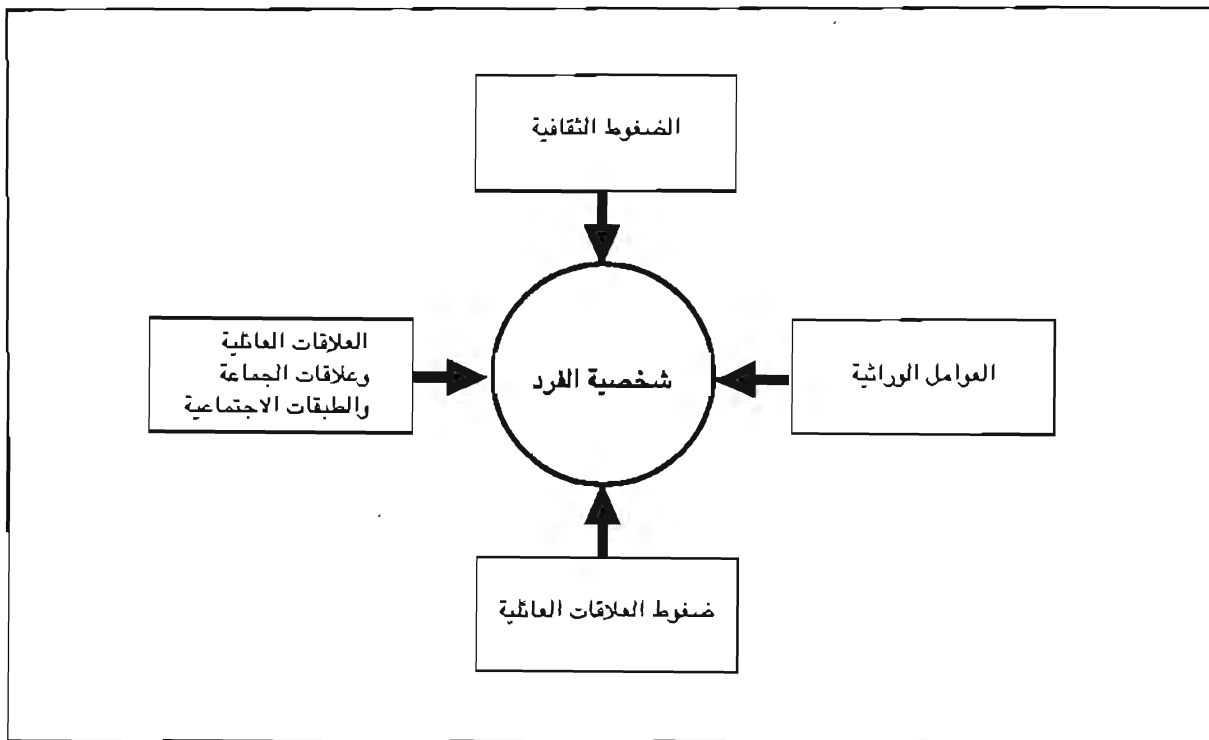 الضغوط الثقافية
العوامل الوراثية
شخصية الفرد
العلاقات العائلية
وعلاقات الجماعة
والطبقات الاجتماعية
ضغوط العلاقات العائلية